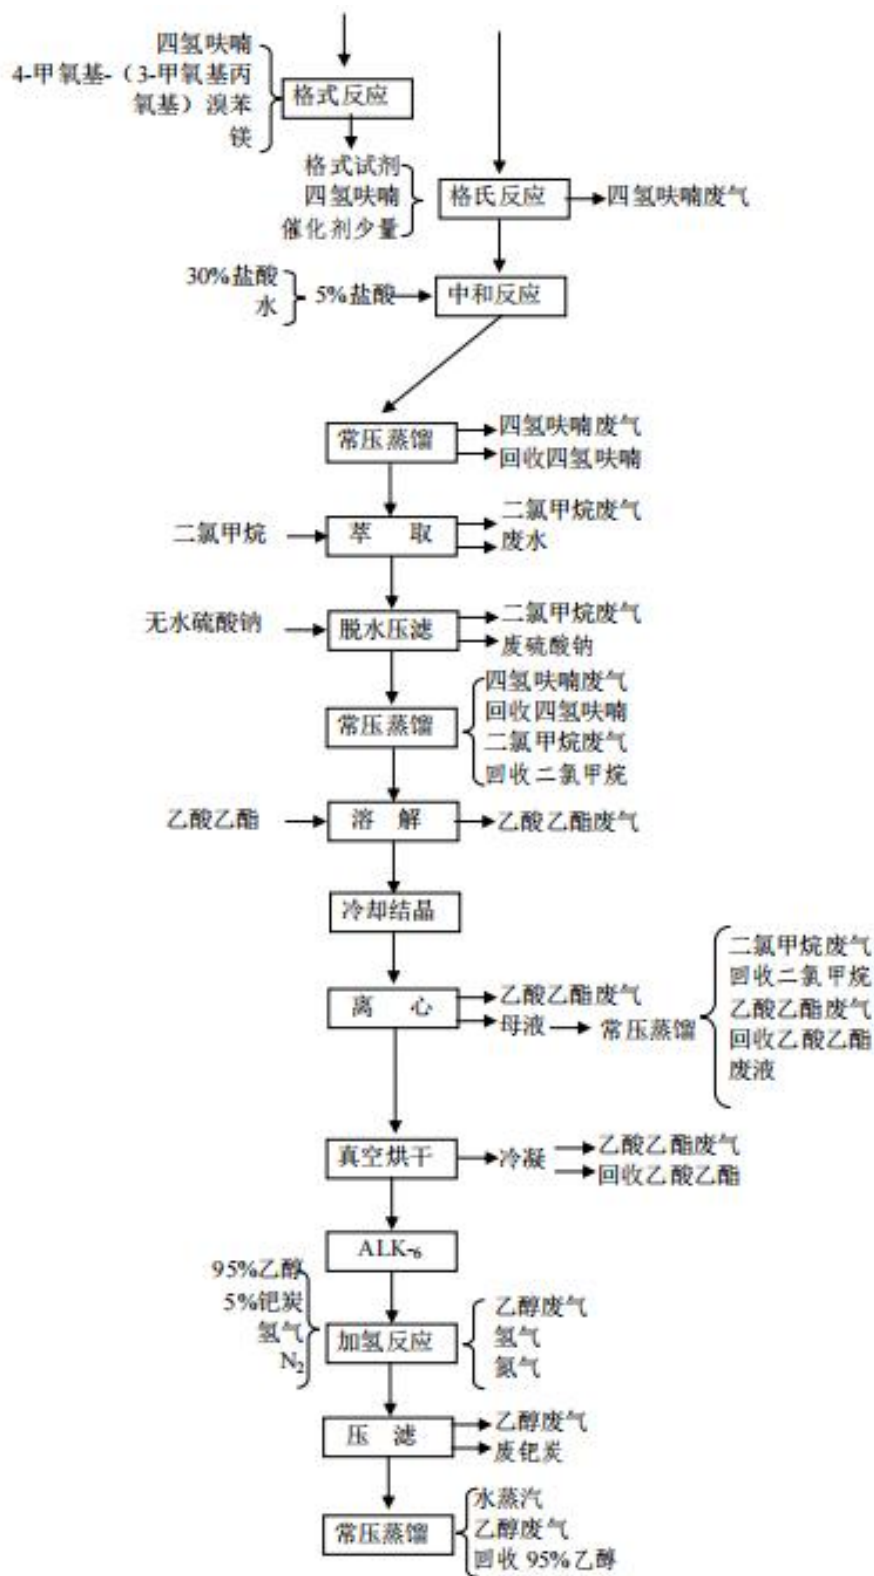 四氢呋喃
4-甲氧基-（3-甲氧基丙
氧基）溴苯
镁
格式反应
格式试剂
四氢呋喃
催化剂少量
格氏反应
四氢呋喃废气
30%盐酸
水
5%盐酸
中和反应
常压蒸馏
四氢呋喃废气
回收四氢呋喃
二氯甲烷
萃 取
二氯甲烷废气
废水
无水硫酸钠
脱水压滤
二氯甲烷废气
废硫酸钠
常压蒸馏
四氢呋喃废气
回收四氢呋喃
二氯甲烷废气
回收二氯甲烷
乙酸乙酯
溶 解
乙酸乙酯废气
冷却结晶
离 心
乙酸乙酯废气
母液
常压蒸馏
二氯甲烷废气
回收二氯甲烷
乙酸乙酯废气
回收乙酸乙酯
废液
真空烘干
冷凝
乙酸乙酯废气
回收乙酸乙酯
ALK-6
95%乙醇
5%钯炭
氢气
N₂
加氢反应
乙醇废气
氢气
氮气
压 滤
乙醇废气
废钯炭
常压蒸馏
水蒸汽
乙醇废气
回收 95%乙醇